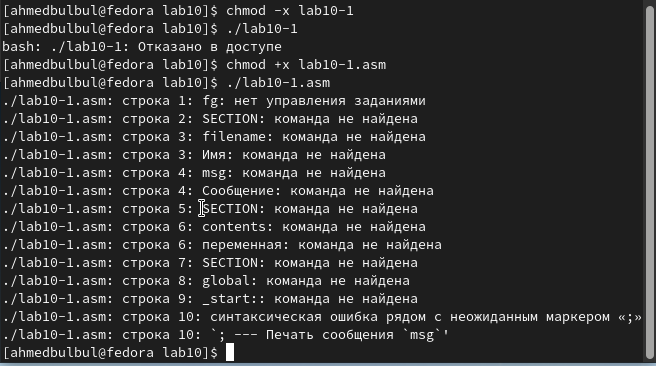 [ahmedbulbul@fedora lab10]$ chmod -x lab10-1
[ahmedbulbul@fedora lab10]$ ./lab10-1
bash: ./lab10-1: Отказано в доступе
[ahmedbulbul@fedora lab10]$ chmod +x lab10-1.asm
[ahmedbulbul@fedora lab10]$ ./lab10-1.asm
./lab10-1.asm: строка 1: fg: нет управления заданиями
./lab10-1.asm: строка 2: SECTION: команда не найдена
./lab10-1.asm: строка 3: filename: команда не найдена
./lab10-1.asm: строка 3: Имя: команда не найдена
./lab10-1.asm: строка 4: msg: команда не найдена
./lab10-1.asm: строка 4: Сообщение: команда не найдена
./lab10-1.asm: строка 5: SECTION: команда не найдена
./lab10-1.asm: строка 6: contents: команда не найдена
./lab10-1.asm: строка 6: переменная: команда не найдена
./lab10-1.asm: строка 7: SECTION: команда не найдена
./lab10-1.asm: строка 8: global: команда не найдена
./lab10-1.asm: строка 9: _start:: команда не найдена
./lab10-1.asm: строка 10: синтаксическая ошибка рядом с неожиданным маркером «;»
./lab10-1.asm: строка 10: `; --- Печать сообщения `msg`'
[ahmedbulbul@fedora lab10]$